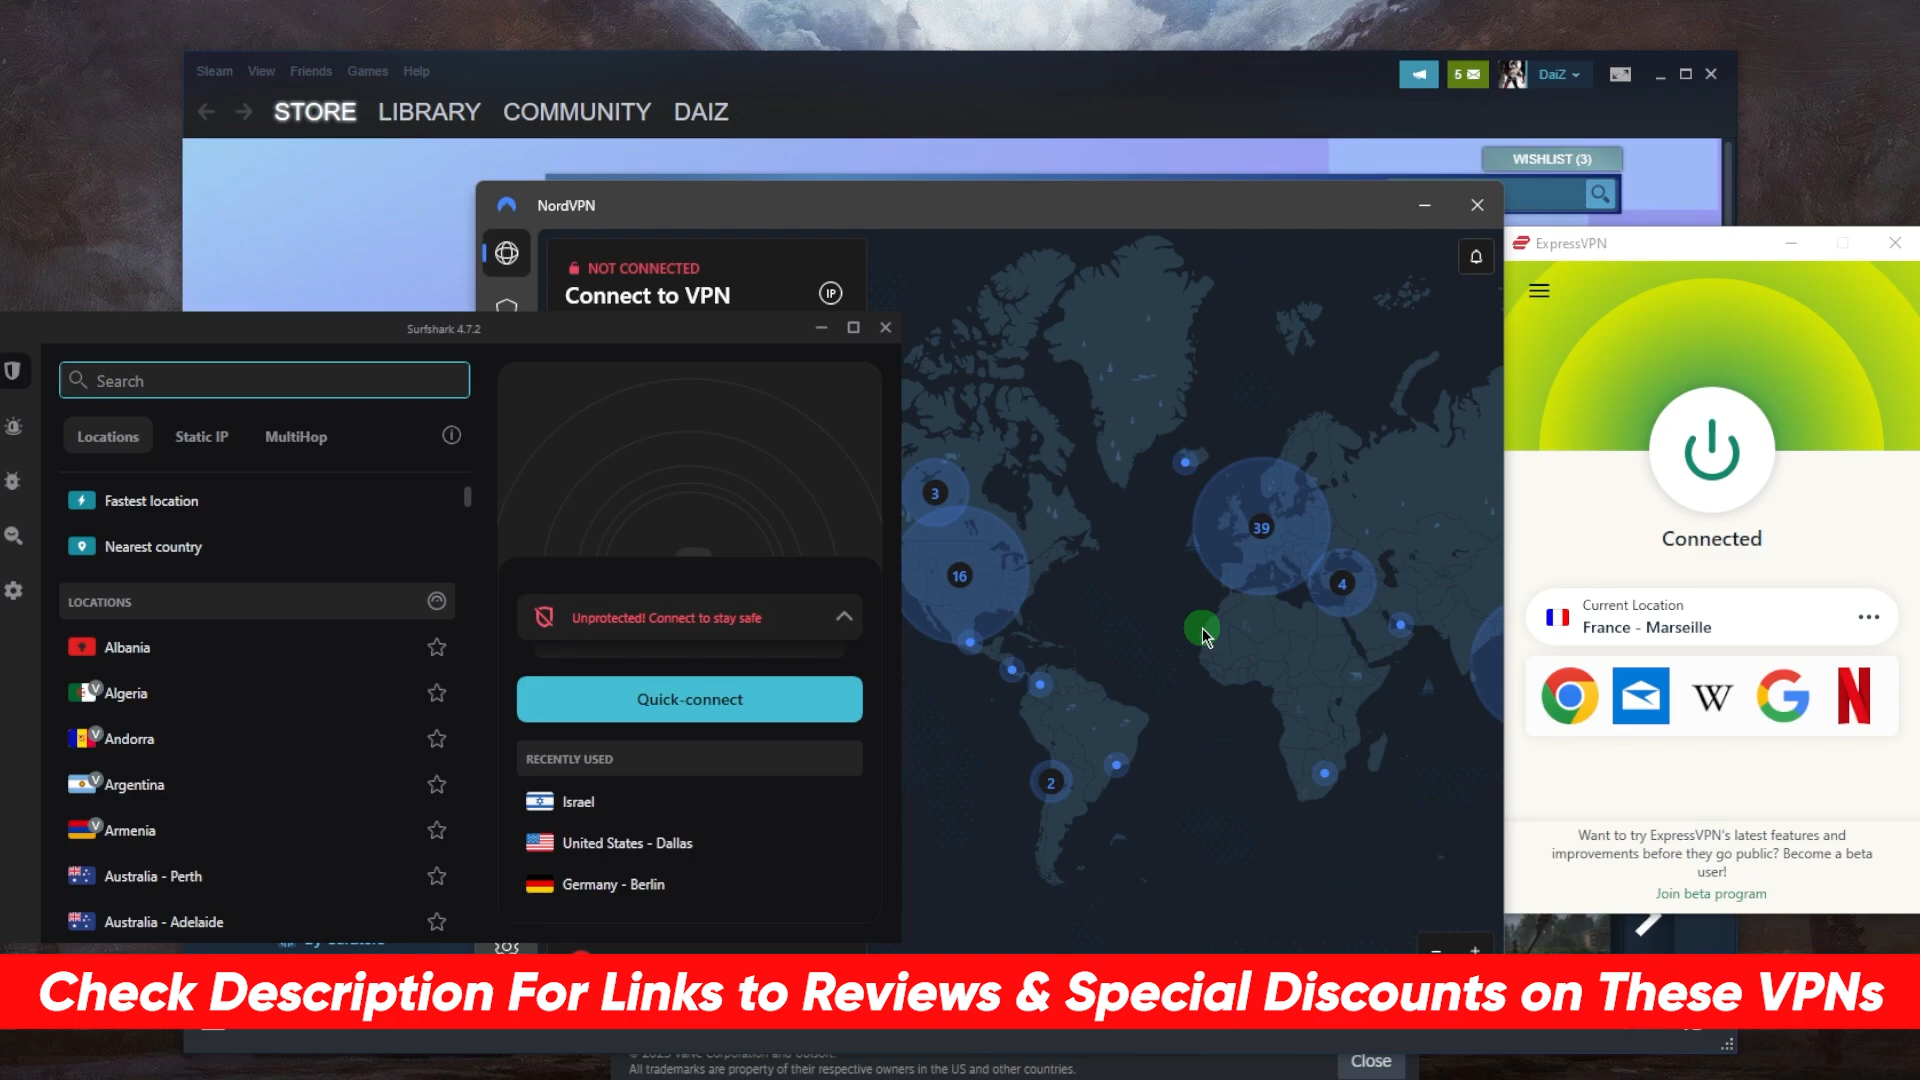 Steam View Friends Games Help
5
DaiZ
STORE LIBRARY COMMUNITY DAIZ
WISHLIST (3)
NordVPN
NOT CONNECTED
Connect to VPN
IP
3
16
39
4
2
Surfshark 4.7.2
Search
Locations Static IP MultiHop
Fastest location
Nearest country
LOCATIONS
Albania
V Algeria
V Andorra
V Argentina
V Armenia
Australia - Perth
Australia - Adelaide
Unprotected! Connect to stay safe
Quick-connect
RECENTLY USED
Israel
United States - Dallas
Germany - Berlin
ExpressVPN
Connected
Current Location
France - Marseille
W
Want to try ExpressVPN's latest features and
improvements before they go public? Become a beta
user!
Join beta program
Check Description For Links to Reviews & Special Discounts on These VPNs
All trademarks are property of their respective owners in the US and other countries.
Close